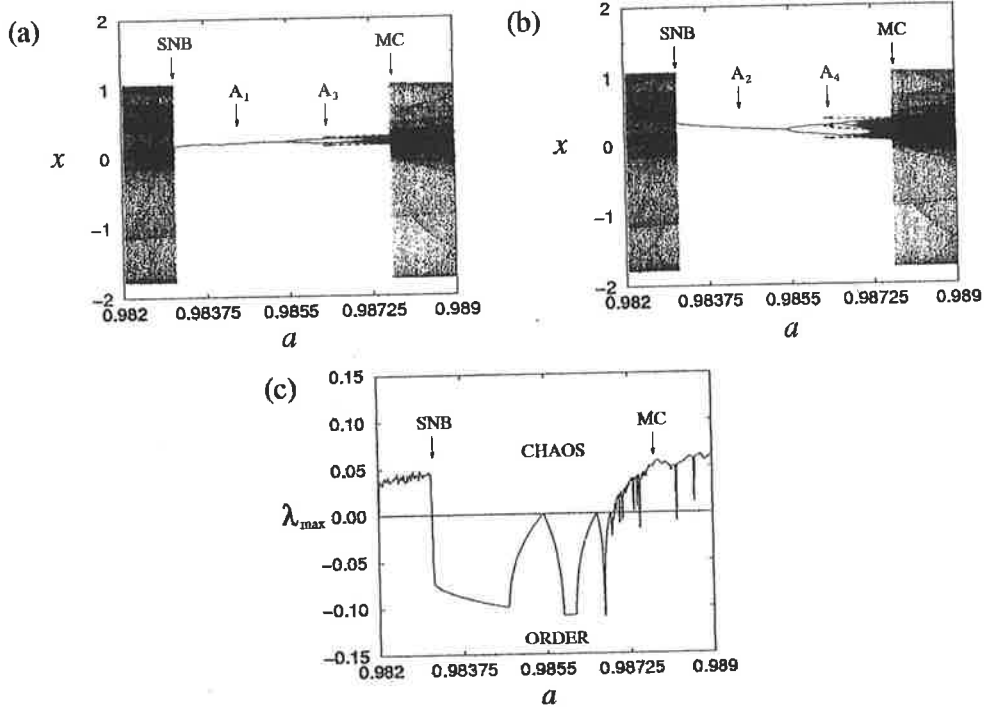 (a)
2
SNB
MC
1
A1
A3
x
0
−1
−2
0.982
0.98375
0.9855
0.98725
0.989
a
(b)
2
SNB
MC
1
A2
A4
x
0
−1
−2
0.982
0.98375
0.9855
0.98725
0.989
a
(c)
0.15
SNB
MC
0.10
CHAOS
0.05
λmax
0.00
−0.05
−0.10
ORDER
−0.15
0.982
0.98375
0.9855
0.98725
0.989
a